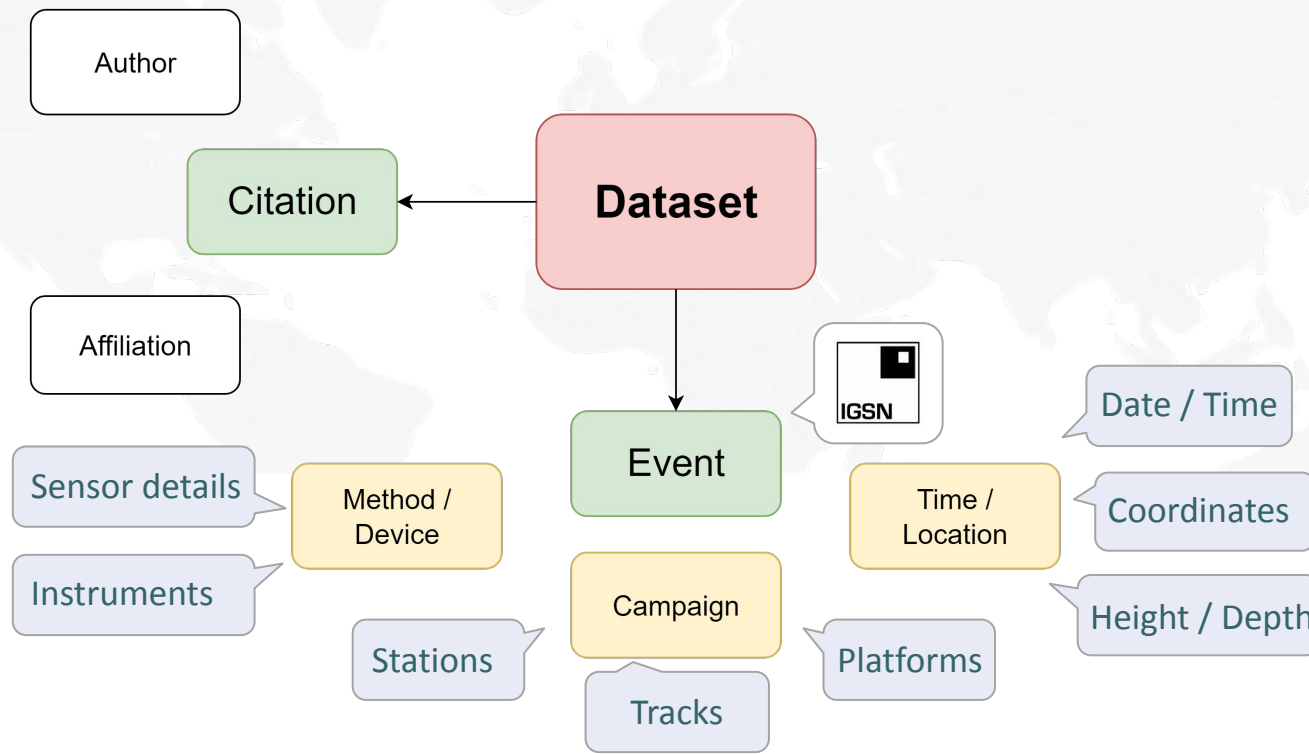 Author
Citation
Dataset
Affiliation
IGSN
Date / Time
Event
Sensor details
Method /
Device
Time /
Location
Coordinates
Instruments
Campaign
Height / Depth
Stations
Platforms
Tracks